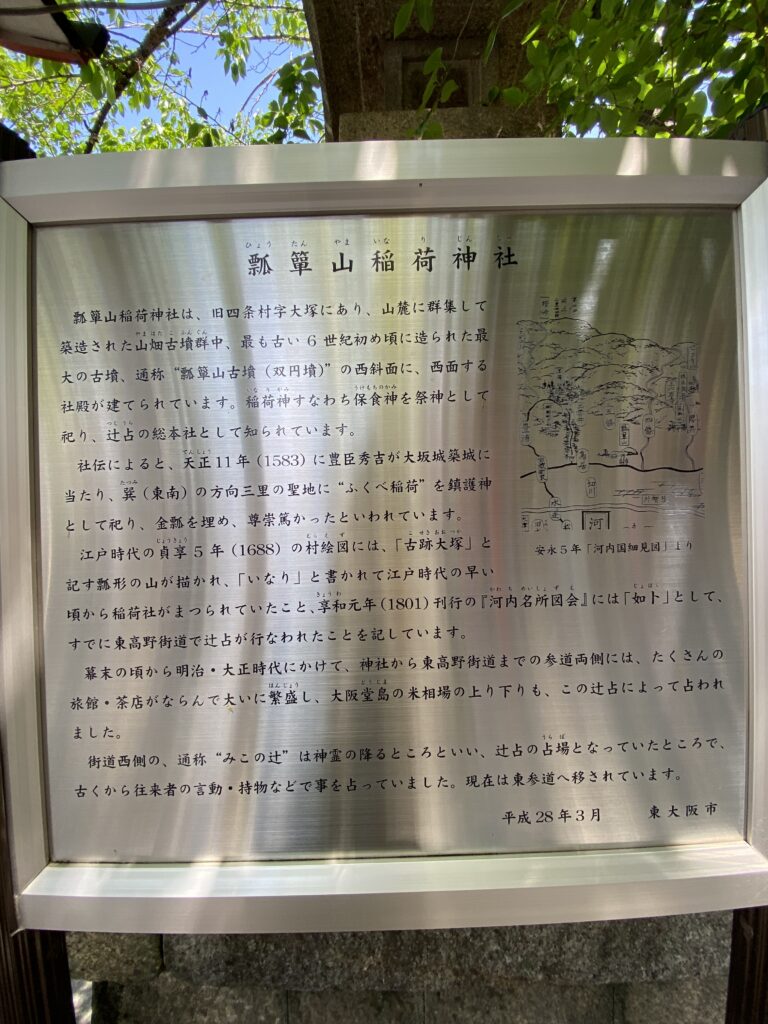 瓢簞山稲荷神社
瓢簞山稲荷神社は、旧四条村字大塚にあり、山麓に群集して
築造された山畑古墳群中、最も古い6世紀初め頃に造られた最
大の古墳、通称“瓢簞山古墳（双円墳）”の西斜面に、西面する
社殿が建てられています。稲荷神すなわち保食神を祭神として
祀り、辻占の総本社として知られています。
社伝によると、天正11年(1583)に豊臣秀吉が大坂城築城に
当たり、巽(東南)の方向三里の聖地に“ふくべ稲荷”を鎮護神
として祀り、金瓢を埋め、尊崇篤かったといわれています。
江戸時代の貞享5年(1688)の村絵図には、「古跡大塚」と
記す瓢形の山が描かれ、「いなり」と書かれて江戸時代の早い
頃から稲荷社がまつられていたこと、享和元年(1801)刊行の『河内名所図会』には「如卜」として、
すでに東高野街道で辻占が行なわれたことを記しています。
幕末の頃から明治・大正時代にかけて、神社から東高野街道までの参道両側には、たくさんの
旅館・茶店がならんで大いに繁盛し、大阪堂島の米相場の上り下りも、この辻占によって占われ
ました。
街道西側の、通称“みこの辻”は神霊の降るところといい、辻占の占場となっていたところで、
古くから往来者の言動・持物などで事を占っていました。現在は東参道へ移されています。
平成28年3月　東大阪市
河
安永5年「河内国細見図」より